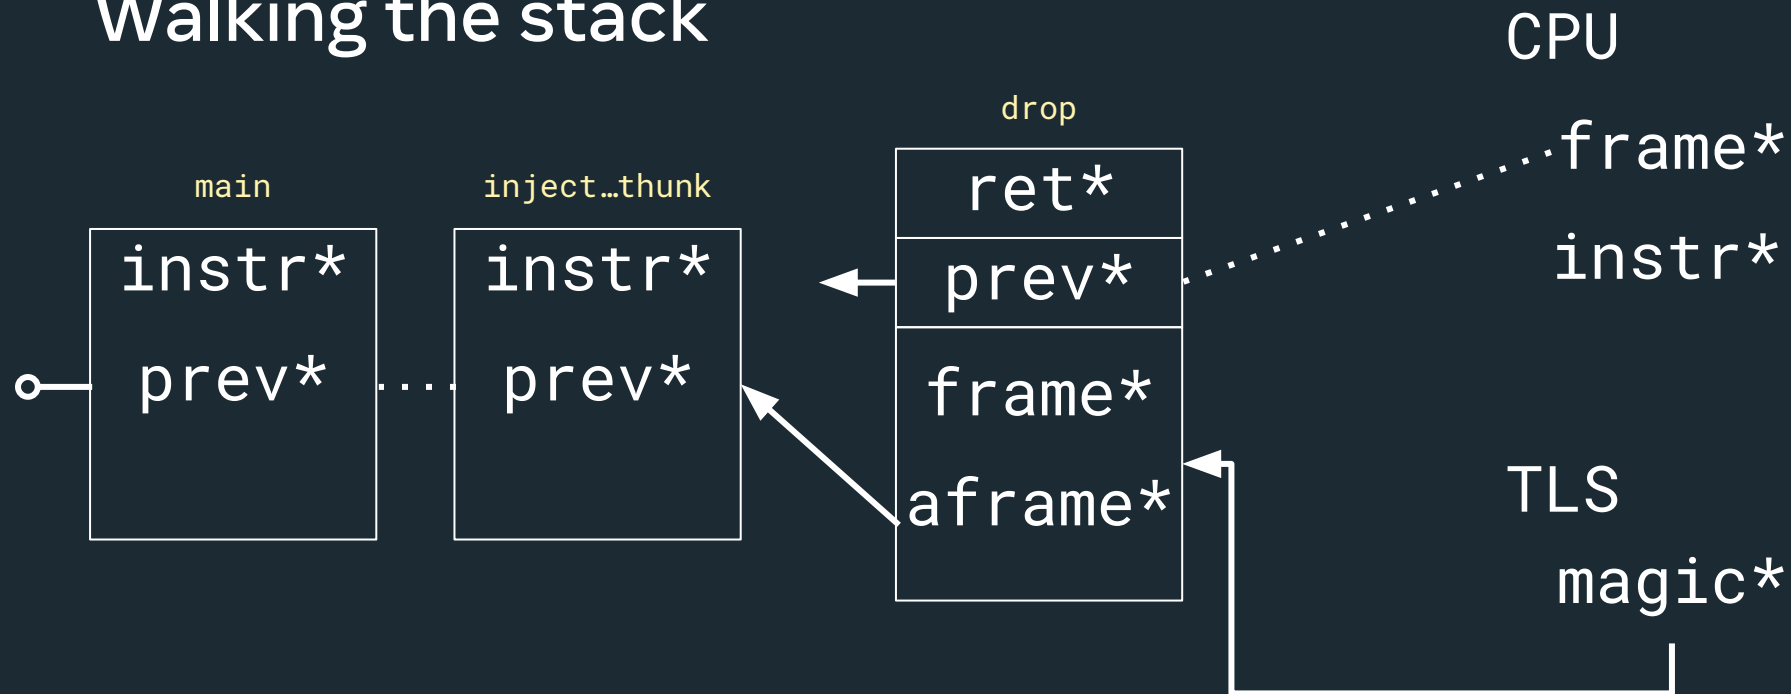 Walking the stack
main
instr*
prev*
inject…thunk
instr*
prev*
drop
ret*
prev*
frame*
aframe*
CPU
frame*
instr*
TLS
magic*